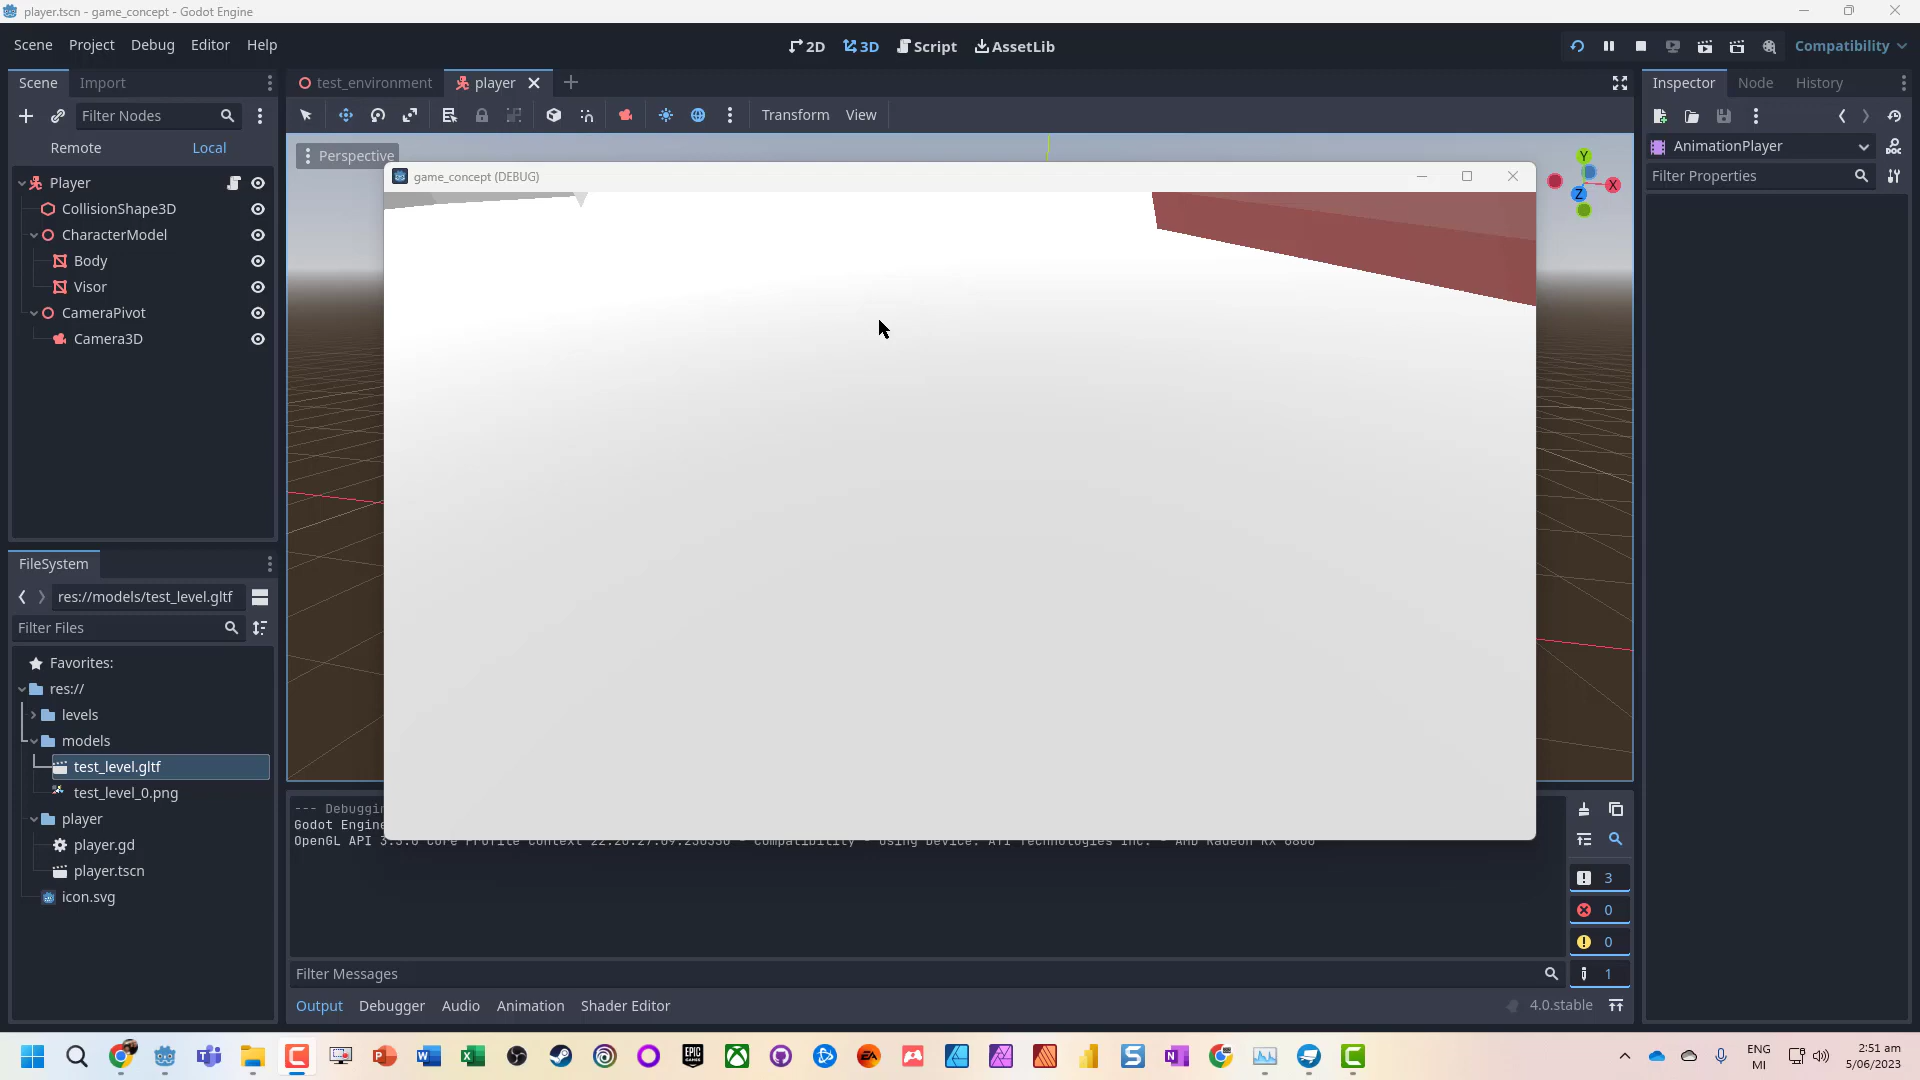 player.tscn - game_concept - Godot Engine
Scene Project Debug Editor Help
2D 3D Script AssetLib
Compatibility
Scene Import
test_environment player
Inspector Node History
Filter Nodes
Transform View
Remote Local
Perspective
game_concept (DEBUG)
AnimationPlayer
Filter Properties
Y
X
Z
Player
CollisionShape3D
CharacterModel
Body
Visor
CameraPivot
Camera3D
FileSystem
res://models/test_level.gltf
Filter Files
Favorites:
res://
levels
models
test_level.gltf
test_level_0.png
player
player.gd
player.tscn
icon.svg
--- Debuggin
Godot Engine
OpenGL API 3.3.0 Core Profile Context 22.20.27.09.230330 - Compatibility - Using Device: ATI Technologies Inc. - AMD Radeon RX 6800
3
0
0
1
Filter Messages
Output Debugger Audio Animation Shader Editor
4.0.stable
ENG
MI
2:51 am
5/06/2023